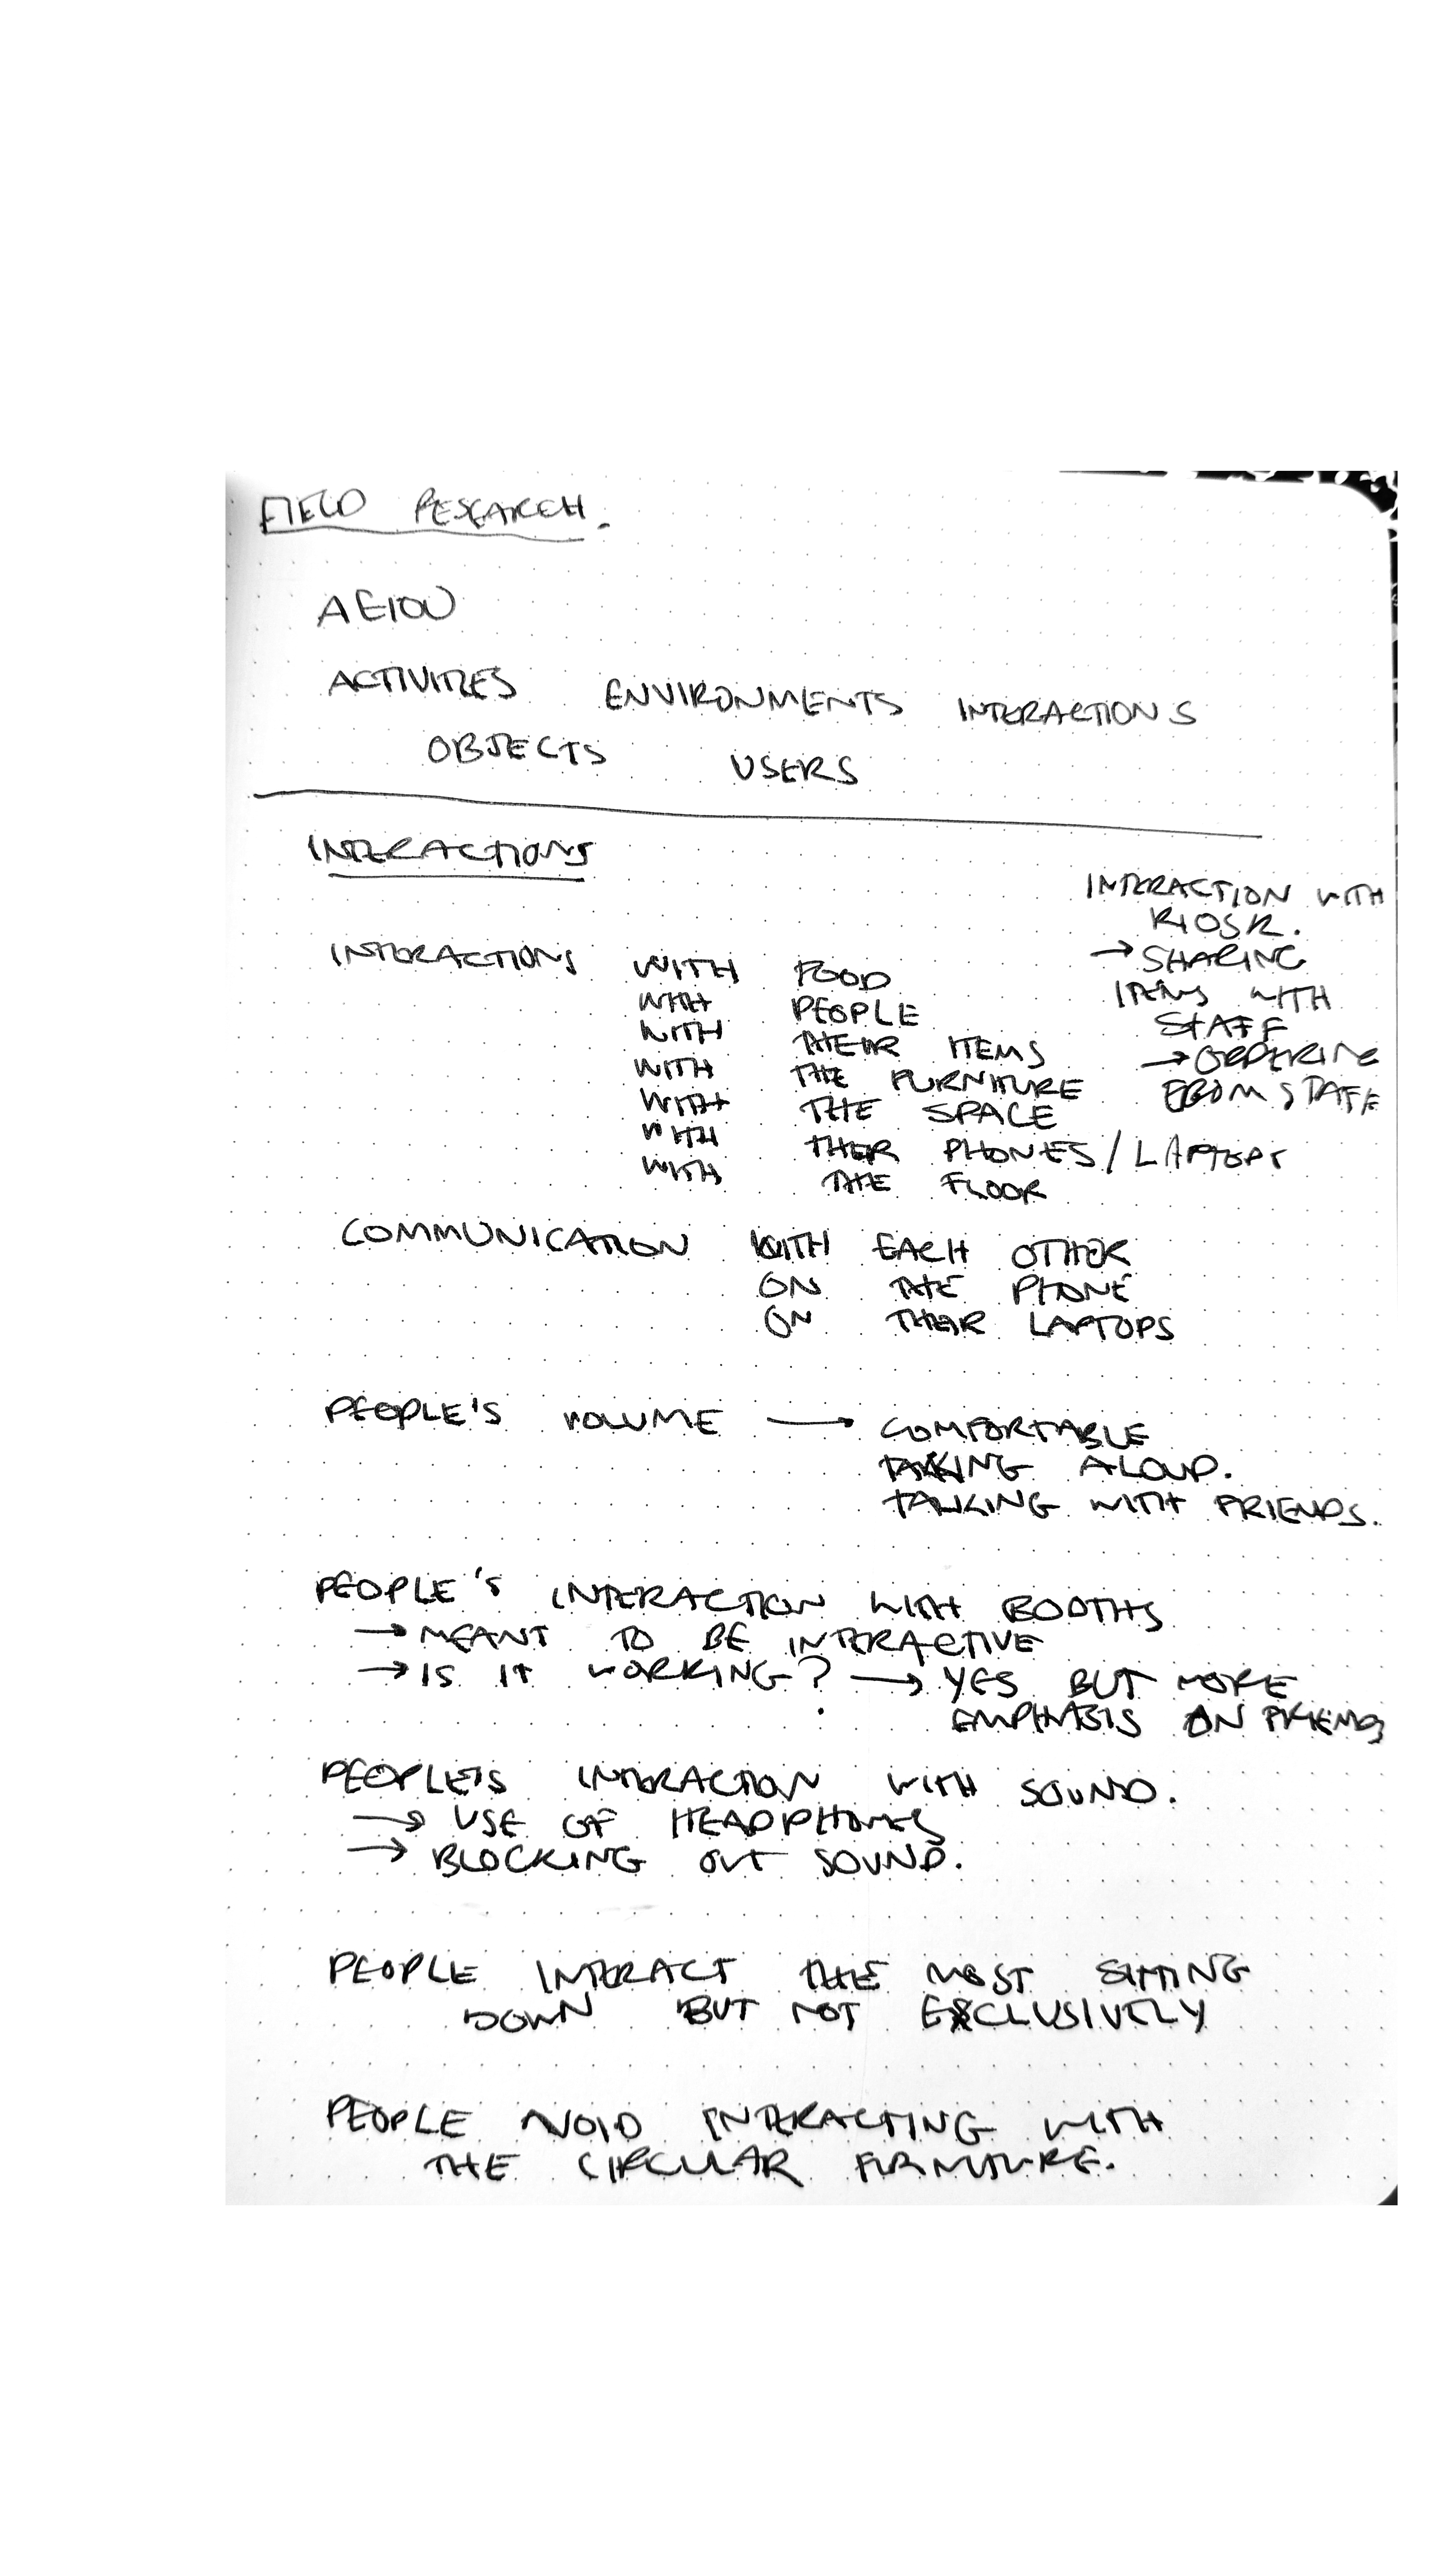 FIELD RESEARCH.
AEIOU
ACTIVITIES ENVIRONMENTS INTERACTIONS
OBJECTS USERS
INTERACTIONS
INTERACTIONS WITH FOOD
WITH PEOPLE
WITH THEIR ITEMS
WITH THE FURNITURE
WITH THE SPACE
WITH THEIR PHONES/LAPTOPS
WITH THE FLOOR
INTERACTION WITH
KIOSK.
→ SHARING
ITEMS WITH
STAFF
→ ORDERING
FROM STAFF
COMMUNICATION WITH EACH OTHER
ON THE PHONE
ON THEIR LAPTOPS
PEOPLE'S VOLUME → COMFORTABLE
TALKING ALOUD.
TALKING WITH FRIENDS.
PEOPLE'S INTERACTION WITH BOOTHS
→ MEANT TO BE INTERACTIVE
→ IS IT WORKING? → YES BUT MORE
EMPHASIS ON FRIENDS
PEOPLE'S INTERACTION WITH SOUND.
→ USE OF HEADPHONES
→ BLOCKING OUT SOUND.
PEOPLE INTERACT THE MOST SITTING
DOWN BUT NOT EXCLUSIVELY
PEOPLE AVOID INTERACTING WITH
THE CIRCULAR FURNITURE.